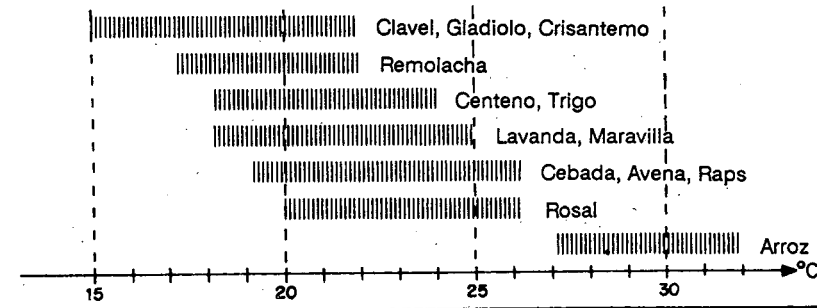 Clavel, Gladiolo, Crisantemo
Remolacha
Centeno, Trigo
Lavanda, Maravilla
Cebada, Avena, Raps
Rosal
Arroz
°C
15 20 25 30